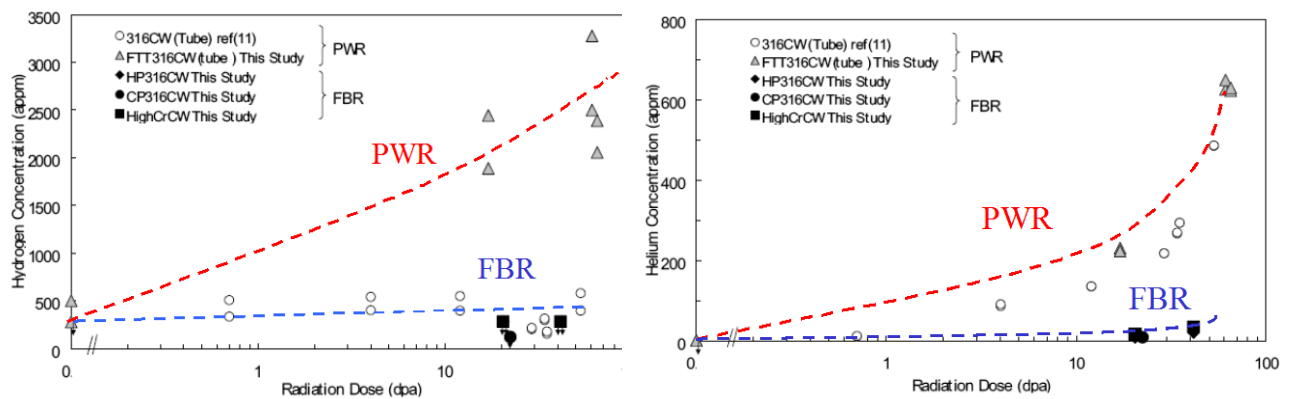 Hydrogen Concentration (appm)
3500
3000
2500
2000
1500
1000
500
0
316CW (Tube) ref(11)
FTT316CW(tube ) This Study
PWR
HP316CW This Study
CP316CW This Study
HighCrCW This Study
FBR
PWR
FBR
0.
//
1
10
Radiation Dose (dpa)
Helium Concentration (appm)
800
600
400
200
0
316CW (Tube) ref(11)
FTT316CW(tube ) This Study
PWR
HP316CW This Study
CP316CW This Study
HighCrCW This Study
FBR
PWR
FBR
0.
//
1
10
100
Radiation Dose (dpa)